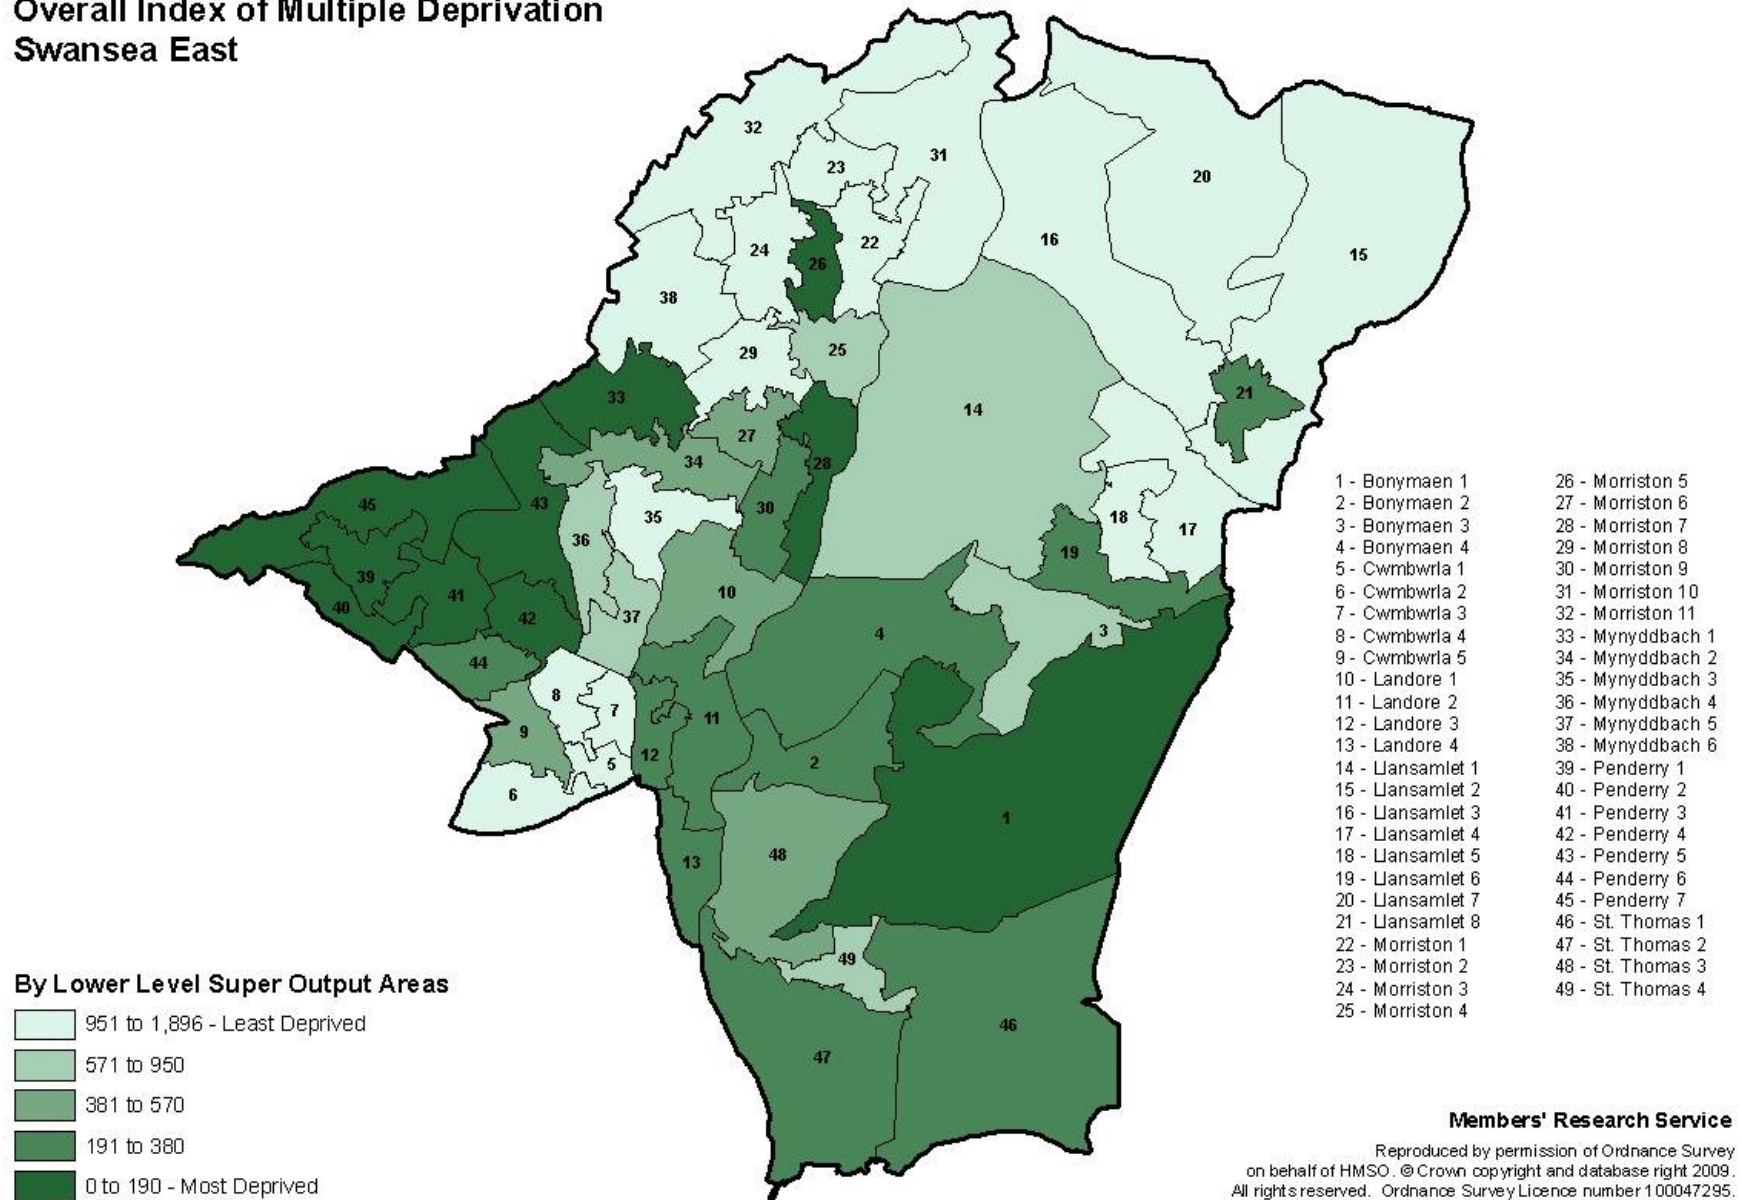 Overall Index of Multiple Deprivation
Swansea East
32
31
23
20
16
15
24
22
26
38
29
25
33
21
14
27
34
28
45
43
30
35
18
17
36
19
39
41
10
40
42
37
4
3
44
8
7
11
9
12
2
5
6
1
48
13
49
46
47
1 - Bonymaen 1
2 - Bonymaen 2
3 - Bonymaen 3
4 - Bonymaen 4
5 - Cwmbwrla 1
6 - Cwmbwrla 2
7 - Cwmbwrla 3
8 - Cwmbwrla 4
9 - Cwmbwrla 5
10 - Landore 1
11 - Landore 2
12 - Landore 3
13 - Landore 4
14 - Llansamlet 1
15 - Llansamlet 2
16 - Llansamlet 3
17 - Llansamlet 4
18 - Llansamlet 5
19 - Llansamlet 6
20 - Llansamlet 7
21 - Llansamlet 8
22 - Morriston 1
23 - Morriston 2
24 - Morriston 3
25 - Morriston 4
26 - Morriston 5
27 - Morriston 6
28 - Morriston 7
29 - Morriston 8
30 - Morriston 9
31 - Morriston 10
32 - Morriston 11
33 - Mynyddbach 1
34 - Mynyddbach 2
35 - Mynyddbach 3
36 - Mynyddbach 4
37 - Mynyddbach 5
38 - Mynyddbach 6
39 - Penderry 1
40 - Penderry 2
41 - Penderry 3
42 - Penderry 4
43 - Penderry 5
44 - Penderry 6
45 - Penderry 7
46 - St. Thomas 1
47 - St. Thomas 2
48 - St. Thomas 3
49 - St. Thomas 4
By Lower Level Super Output Areas
951 to 1,896 - Least Deprived
571 to 950
381 to 570
191 to 380
0 to 190 - Most Deprived
Members' Research Service
Reproduced by permission of Ordnance Survey
on behalf of HMSO. © Crown copyright and database right 2009.
All rights reserved. Ordnance Survey Licence number 100047295.